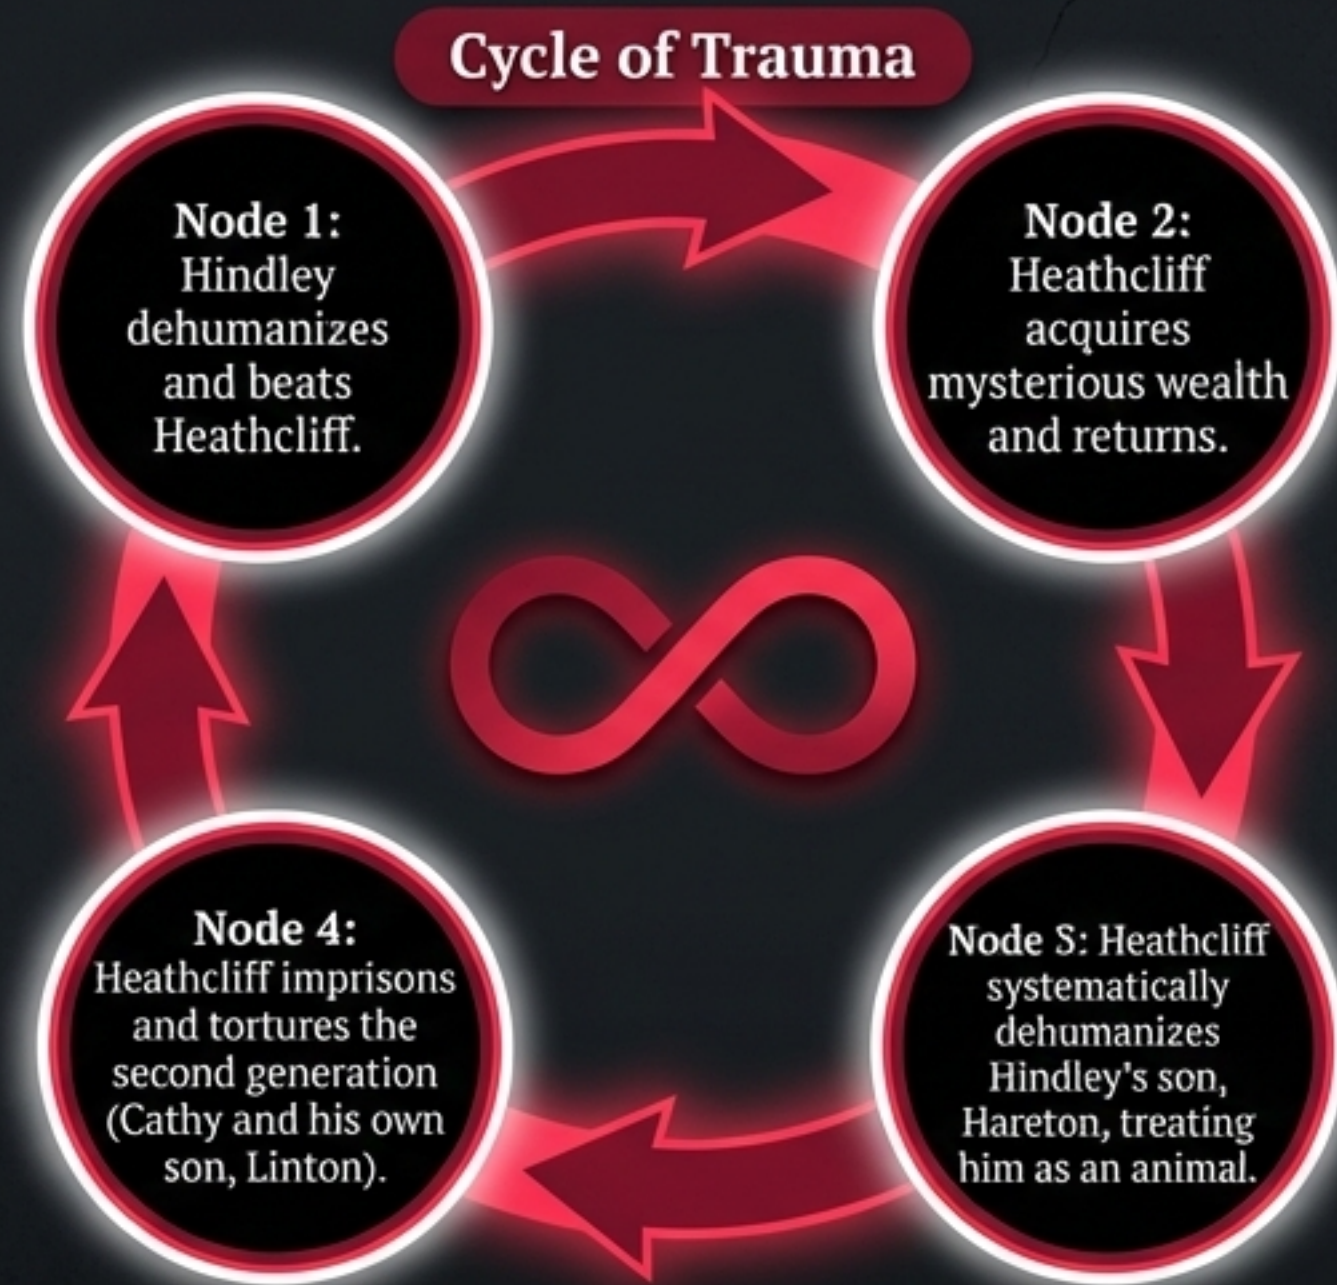 Cycle of Trauma
Node 1:
Hindley
dehumanizes
and beats
Heathcliff.
Node 2:
Heathcliff
acquires
mysterious wealth
and returns.
Node S: Heathcliff
systematically
dehumanizes
Hindley's son,
Hareton, treating
him as an animal.
Node 4:
Heathcliff imprisons
and tortures the
second generation
(Cathy and his own
son, Linton).